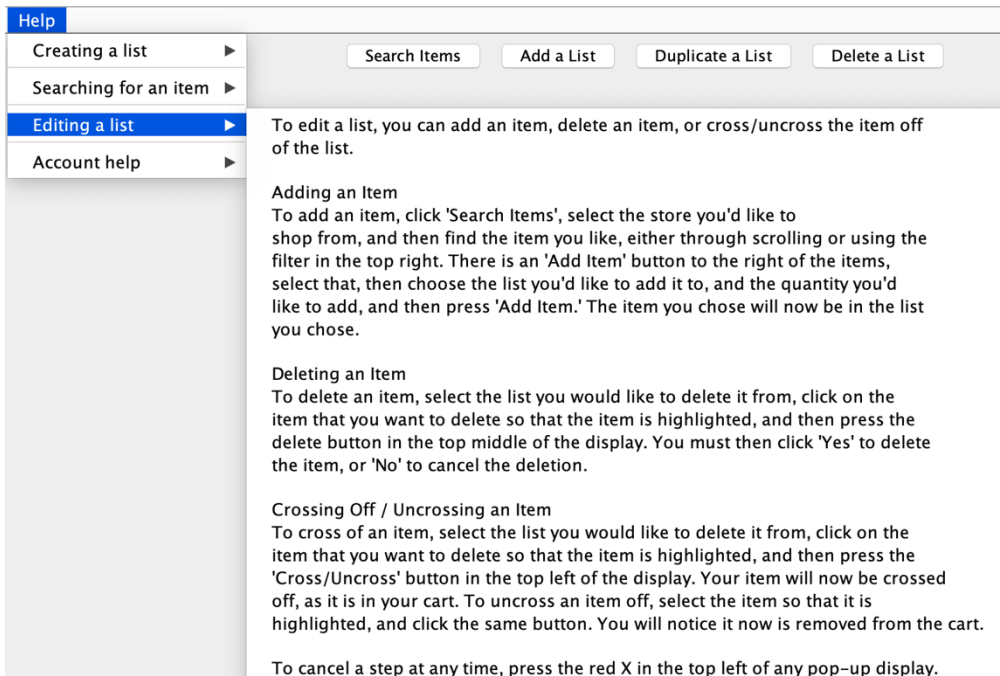 Help
Creating a list
Search Items
Add a List
Duplicate a List
Delete a List
Searching for an item
Editing a list
Account help
To edit a list, you can add an item, delete an item, or cross/uncross the item off
of the list.
Adding an Item
To add an item, click 'Search Items', select the store you'd like to
shop from, and then find the item you like, either through scrolling or using the
filter in the top right. There is an 'Add Item' button to the right of the items,
select that, then choose the list you'd like to add it to, and the quantity you'd
like to add, and then press 'Add Item.' The item you chose will now be in the list
you chose.
Deleting an Item
To delete an item, select the list you would like to delete it from, click on the
item that you want to delete so that the item is highlighted, and then press the
delete button in the top middle of the display. You must then click 'Yes' to delete
the item, or 'No' to cancel the deletion.
Crossing Off / Uncrossing an Item
To cross of an item, select the list you would like to delete it from, click on the
item that you want to delete so that the item is highlighted, and then press the
'Cross/Uncross' button in the top left of the display. Your item will now be crossed
off, as it is in your cart. To uncross an item off, select the item so that it is
highlighted, and click the same button. You will notice it now is removed from the cart.
To cancel a step at any time, press the red X in the top left of any pop-up display.